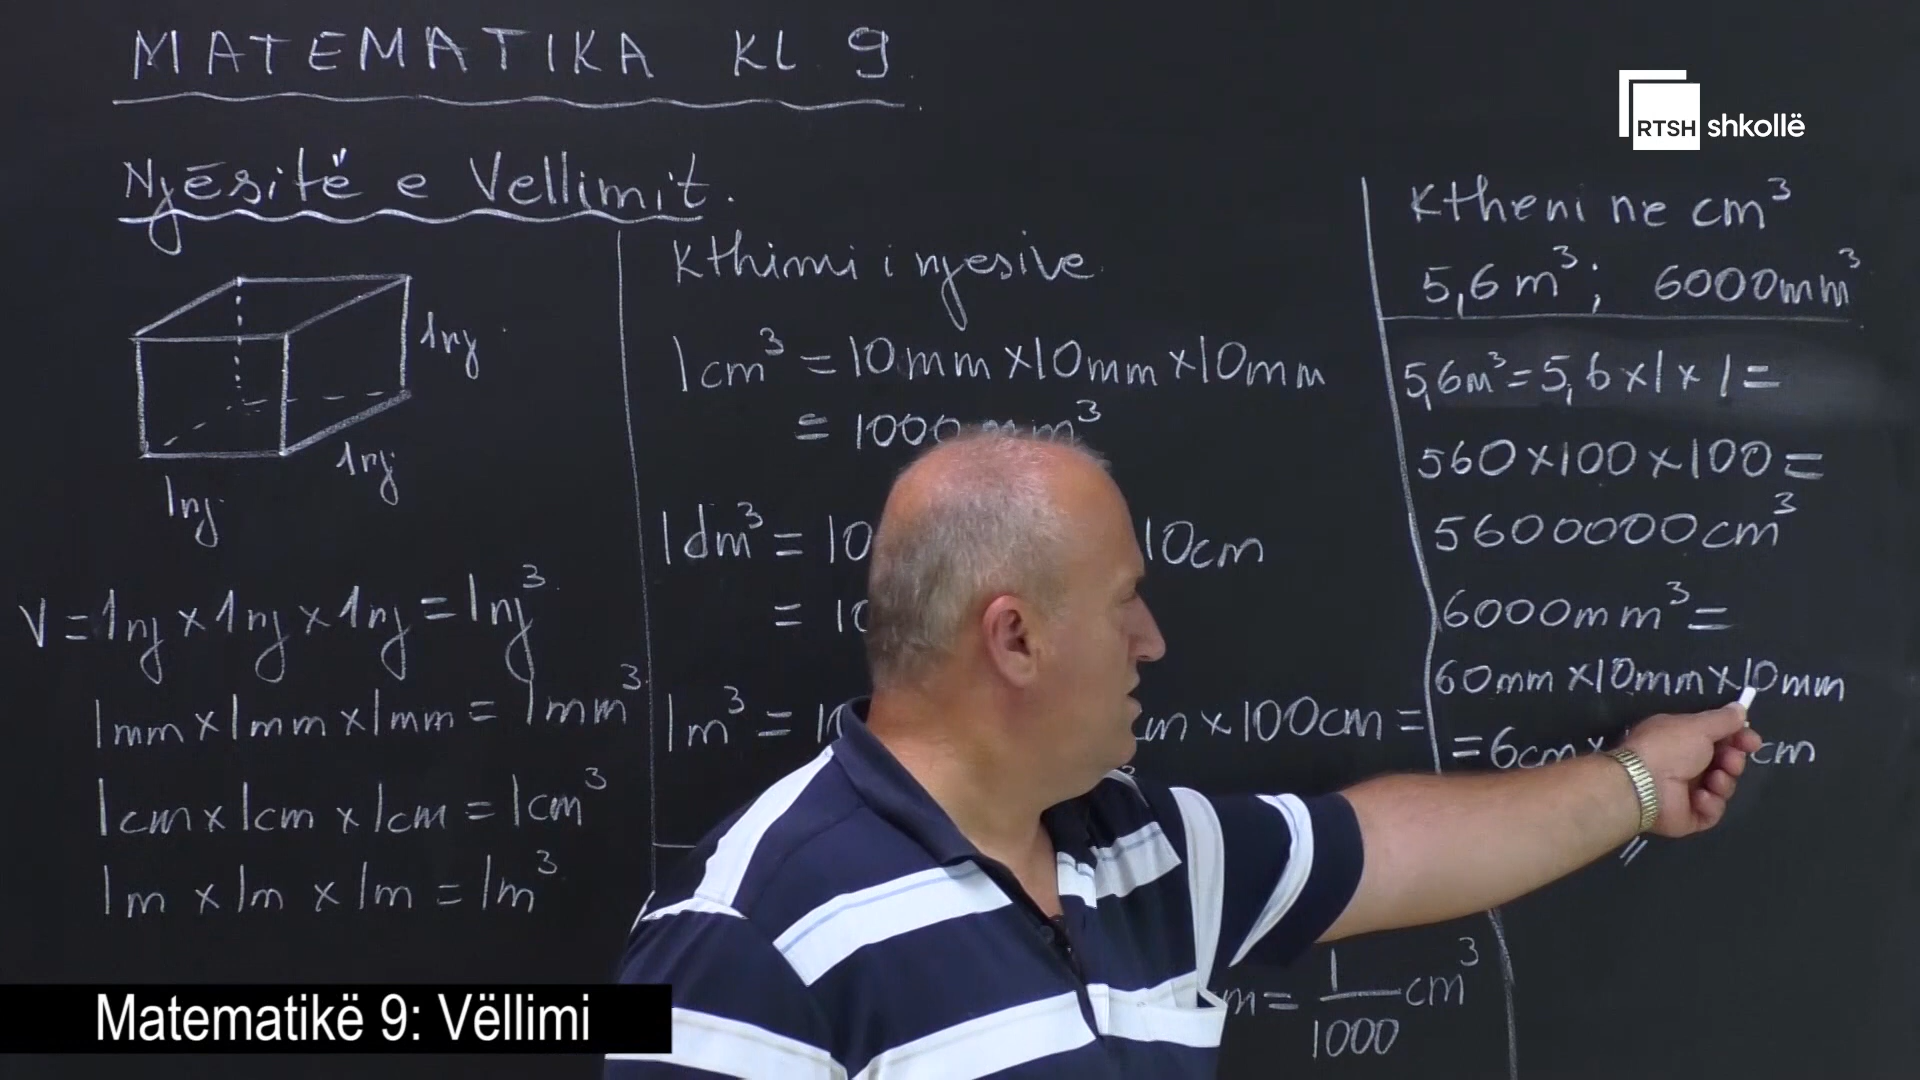 MATEMATIKA KL 9.
RTSH shkollë
Njësitë e Vellimit.
1nj
1nj
1nj
V = 1nj × 1nj × 1nj = 1nj³
1mm × 1mm × 1mm = 1mm³
1cm × 1cm × 1cm = 1cm³
1m × 1m × 1m = 1m³
Kthimi i njesive
1cm³ = 10mm × 10mm × 10mm
= 1000 mm³
1dm³ = 10 10cm
= 10
1m³ = 10 cm × 100cm =
m = 1/1000 cm³
Ktheni ne cm³
5,6 m³; 6000mm³
5,6m³ = 5,6 × 1 × 1 =
560 × 100 × 100 =
5600000cm³
6000mm³ =
60mm × 10mm × 10mm
= 6cm × cm
Matematikë 9: Vëllimi